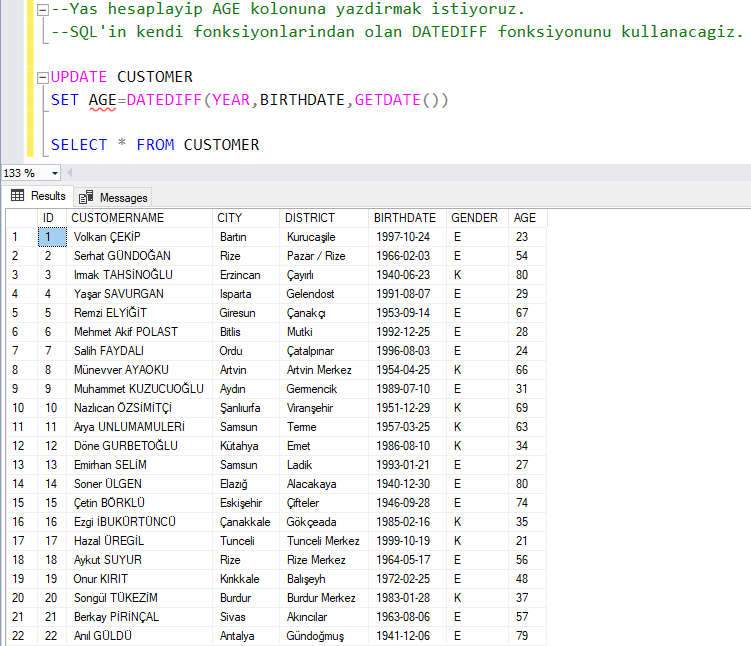 --Yas hesaplayip AGE kolonuna yazdirmak istiyoruz.
--SQL'in kendi fonksiyonlarindan olan DATEDIFF fonksiyonunu kullanacagiz.
UPDATE CUSTOMER
SET AGE=DATEDIFF(YEAR,BIRTHDATE,GETDATE())
SELECT * FROM CUSTOMER
133 %
Results Messages
ID CUSTOMERNAME CITY DISTRICT BIRTHDATE GENDER AGE
1 1 Volkan ÇEKİP Bartın Kurucaşile 1997-10-24 E 23
2 2 Serhat GÜNDOĞAN Rize Pazar / Rize 1966-02-03 E 54
3 3 Irmak TAHSİNOĞLU Erzincan Çayırlı 1940-06-23 K 80
4 4 Yaşar SAVURGAN Isparta Gelendost 1991-08-07 E 29
5 5 Remzi ELYİĞİT Giresun Çanakçı 1953-09-14 E 67
6 6 Mehmet Akif POLAST Bitlis Mutki 1992-12-25 E 28
7 7 Salih FAYDALI Ordu Çatalpınar 1996-08-03 E 24
8 8 Münevver AYAOKU Artvin Artvin Merkez 1954-04-25 K 66
9 9 Muhammet KUZUCUOĞLU Aydın Germencik 1989-07-10 E 31
10 10 Nazlıcan ÖZSİMİTÇİ Şanlıurfa Viranşehir 1951-12-29 K 69
11 11 Arya UNLUMAMULERİ Samsun Terme 1957-03-25 K 63
12 12 Döne GURBETOĞLU Kütahya Emet 1986-08-10 K 34
13 13 Emirhan SELİM Samsun Ladik 1993-01-21 E 27
14 14 Soner ÜLGEN Elazığ Alacakaya 1940-12-30 E 80
15 15 Çetin BÖRKLÜ Eskişehir Çifteler 1946-09-28 E 74
16 16 Ezgi İBUKÜRTÜNCÜ Çanakkale Gökçeada 1985-02-16 K 35
17 17 Hazal ÜREGİL Tunceli Tunceli Merkez 1999-10-19 K 21
18 18 Aykut SUYUR Rize Rize Merkez 1964-05-17 E 56
19 19 Onur KIRIT Kırıkkale Balışeyh 1972-02-25 E 48
20 20 Songül TÜKEZİM Burdur Burdur Merkez 1983-01-28 K 37
21 21 Berkay PİRİNÇAL Sivas Akıncılar 1963-08-06 E 57
22 22 Anıl GÜLDÜ Antalya Gündoğmuş 1941-12-06 E 79